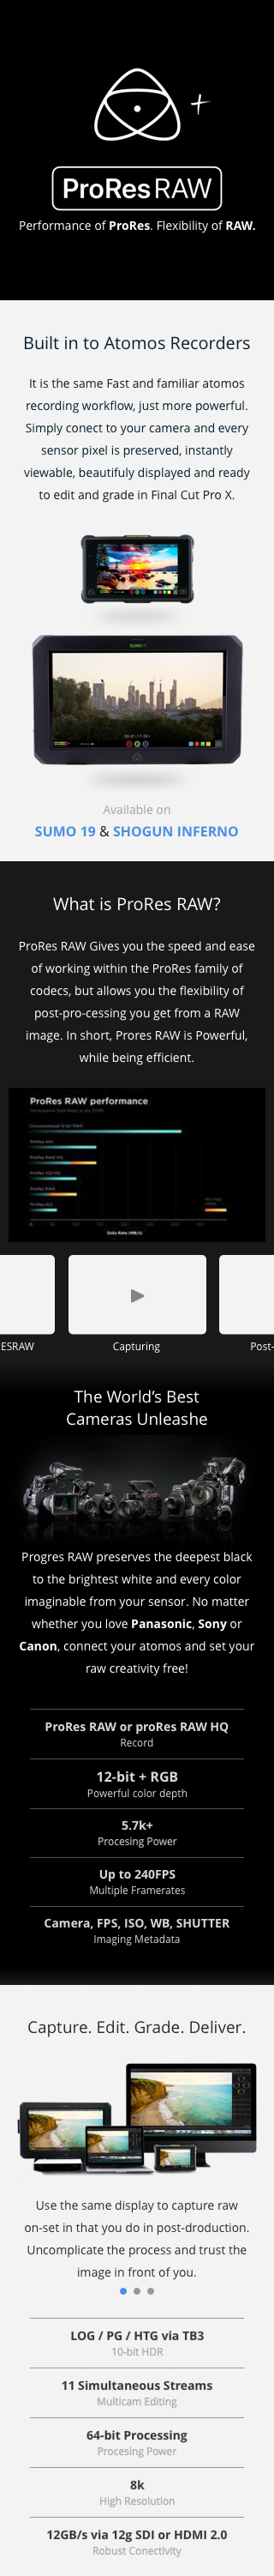 ProRes RAW
Performance of ProRes. Flexibility of RAW.
Built in to Atomos Recorders
It is the same Fast and familiar atomos
recording workflow, just more powerful.
Simply conect to your camera and every
sensor pixel is preserved, instantly
viewable, beautifuly displayed and ready
to edit and grade in Final Cut Pro X.
SUMO19
Available on
SUMO 19 & SHOGUN INFERNO
What is ProRes RAW?
ProRes RAW Gives you the speed and ease
of working within the ProRes family of
codecs, but allows you the flexibility of
post-pro-cessing you get from a RAW
image. In short, Prores RAW is Powerful,
while being efficient.
ProRes RAW performance
Data Rate (MB/s)
ESRAW
Capturing
Post-
The World's Best
Cameras Unleashe
Progres RAW preserves the deepest black
to the brightest white and every color
imaginable from your sensor. No matter
whether you love Panasonic, Sony or
Canon, connect your atomos and set your
raw creativity free!
ProRes RAW or proRes RAW HQ
Record
12-bit + RGB
Powerful color depth
5.7k+
Procesing Power
Up to 240FPS
Multiple Framerates
Camera, FPS, ISO, WB, SHUTTER
Imaging Metadata
Capture. Edit. Grade. Deliver.
Use the same display to capture raw
on-set in that you do in post-droduction.
Uncomplicate the process and trust the
image in front of you.
LOG / PG / HTG via TB3
10-bit HDR
11 Simultaneous Streams
Multicam Editing
64-bit Processing
Procesing Power
8k
High Resolution
12GB/s via 12g SDI or HDMI 2.0
Robust Conectivity